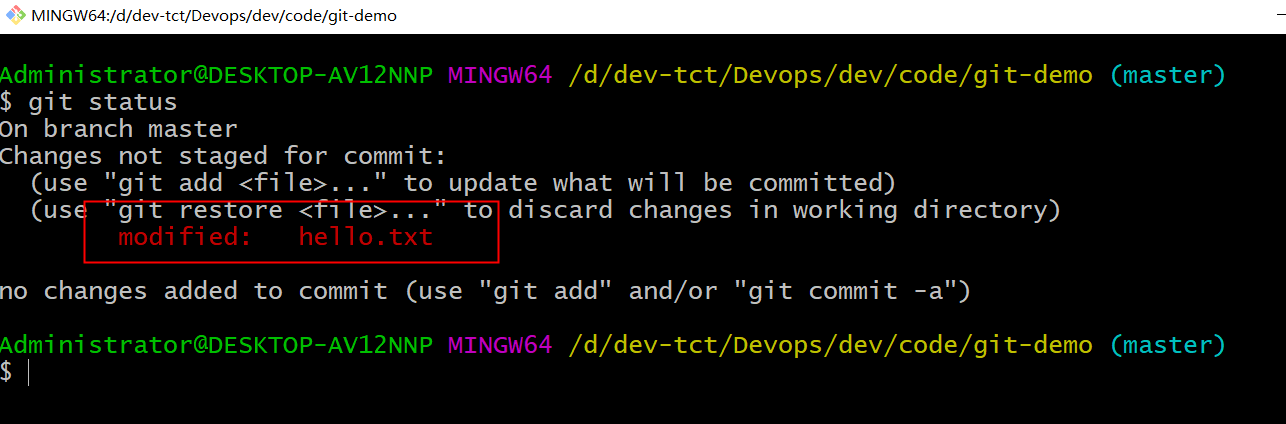 MINGW64:/d/dev-tct/Devops/dev/code/git-demo
Administrator@DESKTOP-AV12NNP MINGW64 /d/dev-tct/Devops/dev/code/git-demo (master)
$ git status
On branch master
Changes not staged for commit:
  (use "git add <file>..." to update what will be committed)
  (use "git restore <file>..." to discard changes in working directory)
        modified:   hello.txt

no changes added to commit (use "git add" and/or "git commit -a")

Administrator@DESKTOP-AV12NNP MINGW64 /d/dev-tct/Devops/dev/code/git-demo (master)
$